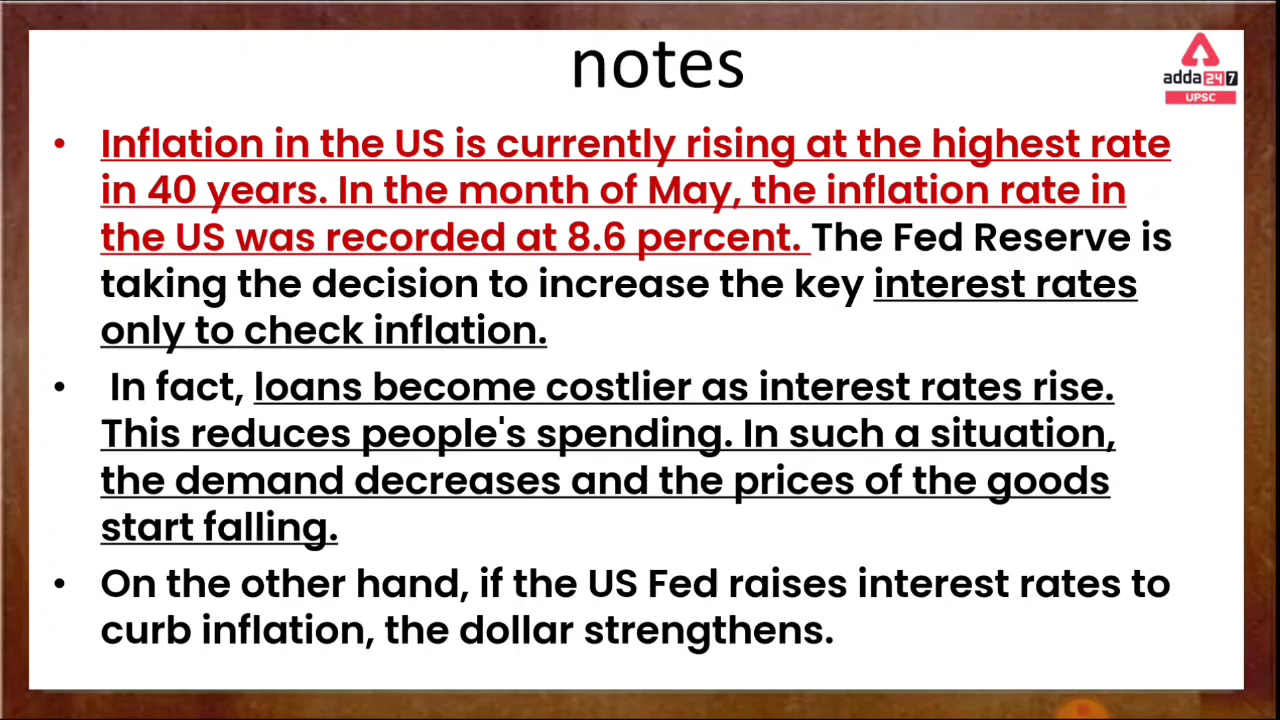 notes
adda247
UPSC
• Inflation in the US is currently rising at the highest rate
in 40 years. In the month of May, the inflation rate in
the US was recorded at 8.6 percent. The Fed Reserve is
taking the decision to increase the key interest rates
only to check inflation.
• In fact, loans become costlier as interest rates rise.
This reduces people's spending. In such a situation,
the demand decreases and the prices of the goods
start falling.
• On the other hand, if the US Fed raises interest rates to
curb inflation, the dollar strengthens.